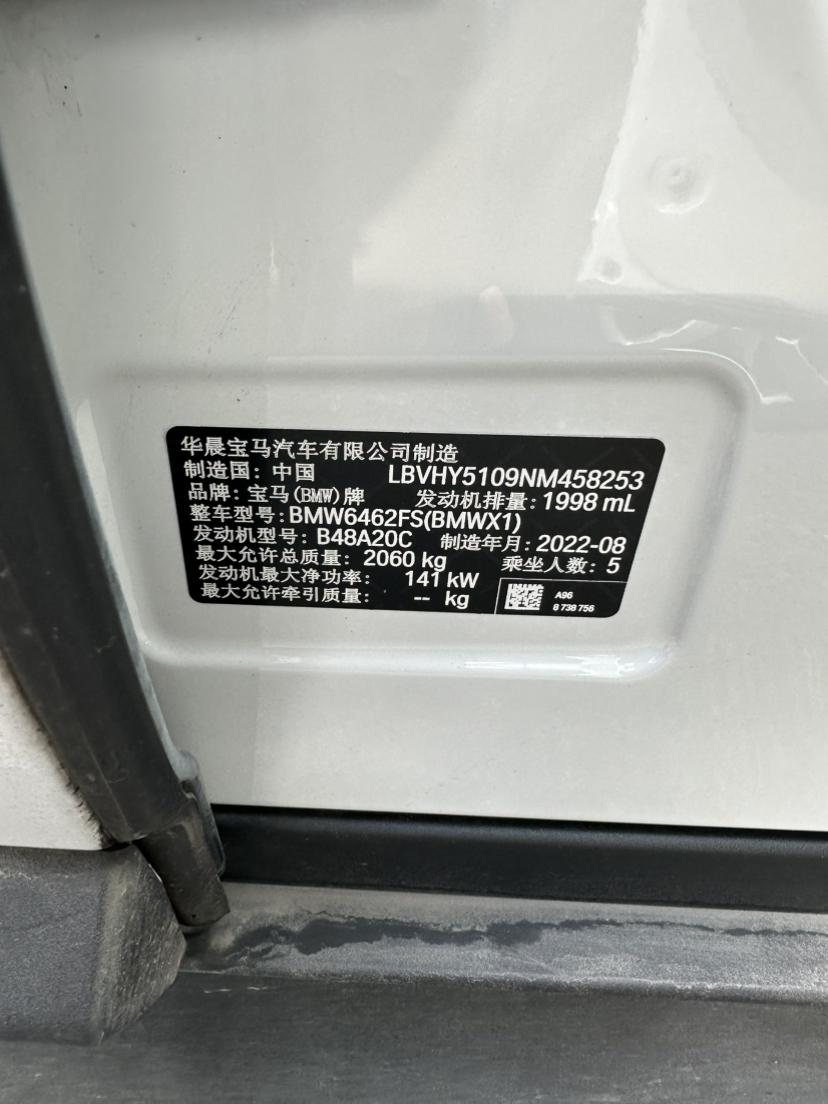 华晨宝马汽车有限公司制造
制造国：中国 LBVHY5109NM458253
品牌：宝马(BMW)牌 发动机排量：1998 mL
整车型号：BMW6462FS(BMWX1)
发动机型号：B48A20C 制造年月：2022-08
最大允许总质量：2060 kg 乘坐人数：5
发动机最大净功率：141 kW
最大允许牵引质量：-- kg
A96
8 738 756